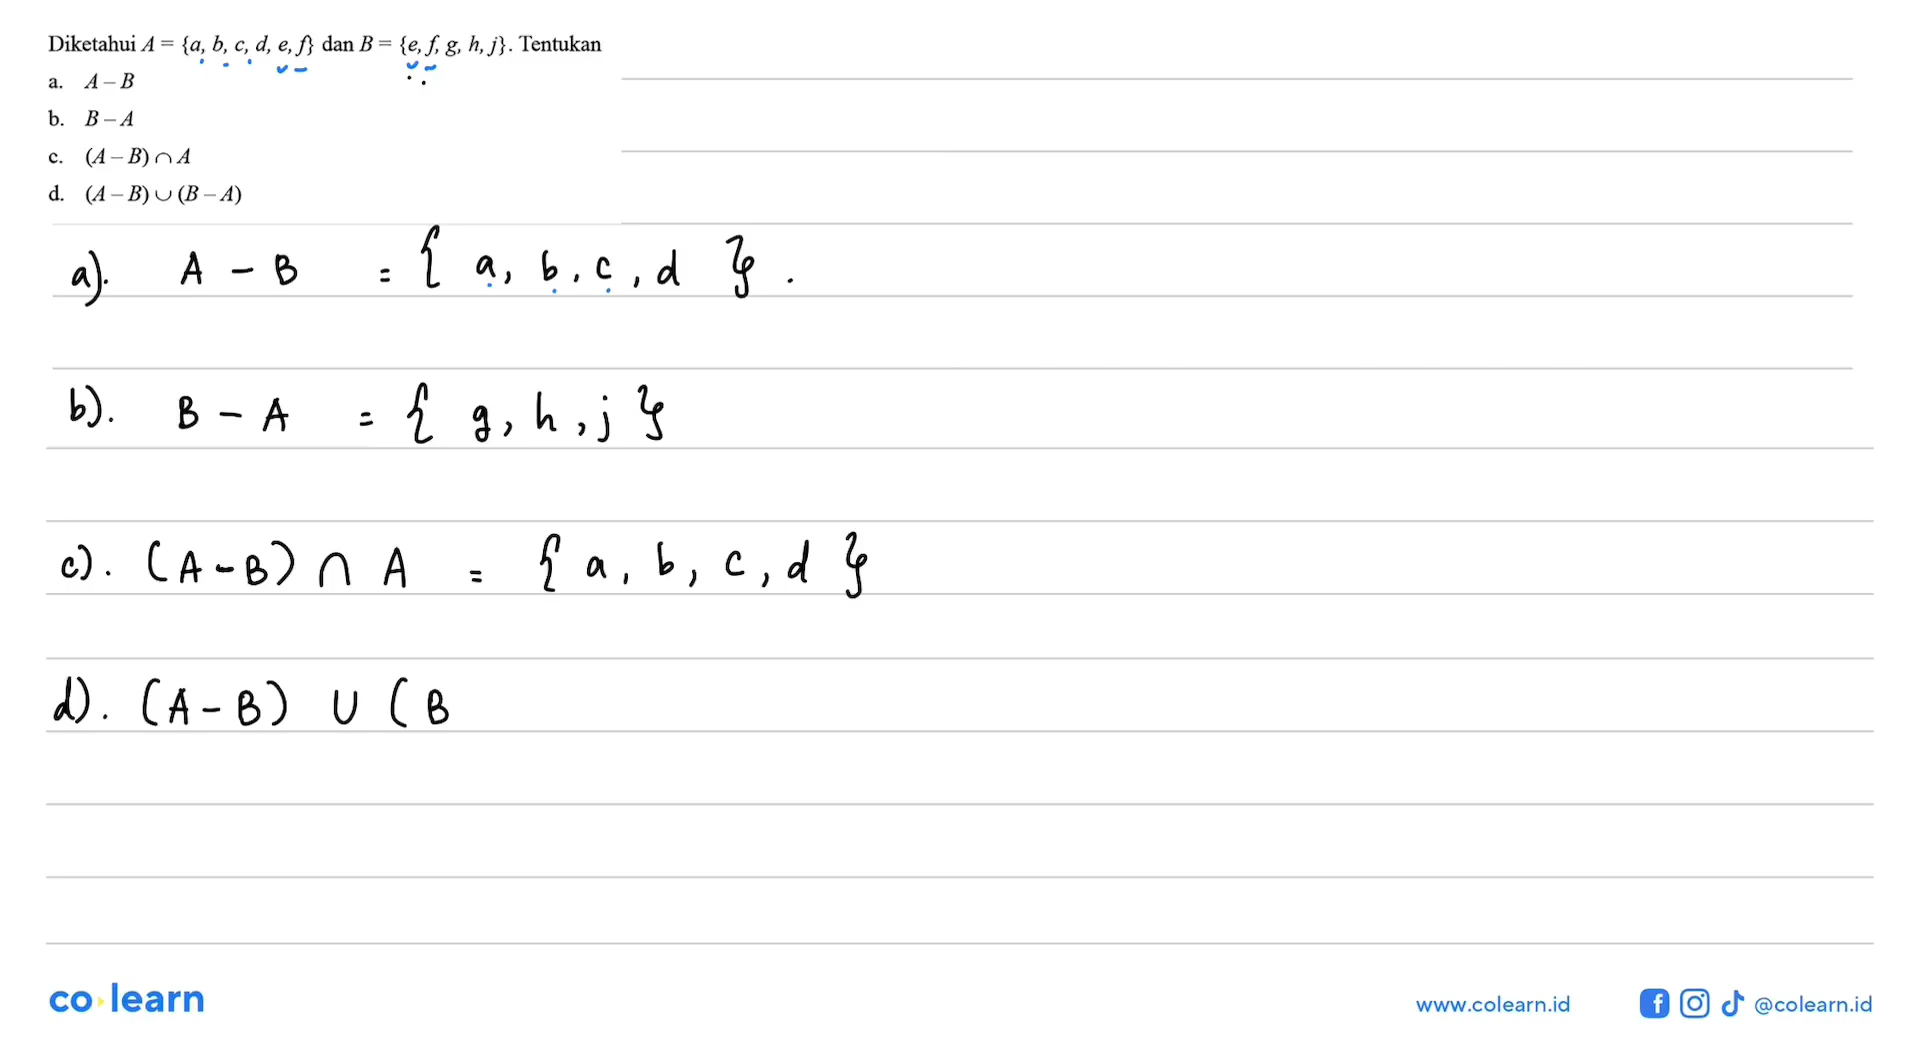 Diketahui A = {a, b, c, d, e, f} dan B = {e, f, g, h, j}. Tentukan
a. A – B
b. B – A
c. (A – B) ∩ A
d. (A – B) ∪ (B – A)
a). A - B = { a, b, c, d }.
b). B - A = { g, h, j }
c). (A-B) ∩ A = { a, b, c, d }
d). (A-B) ∪ (B
co learn
www.colearn.id
@colearn.id